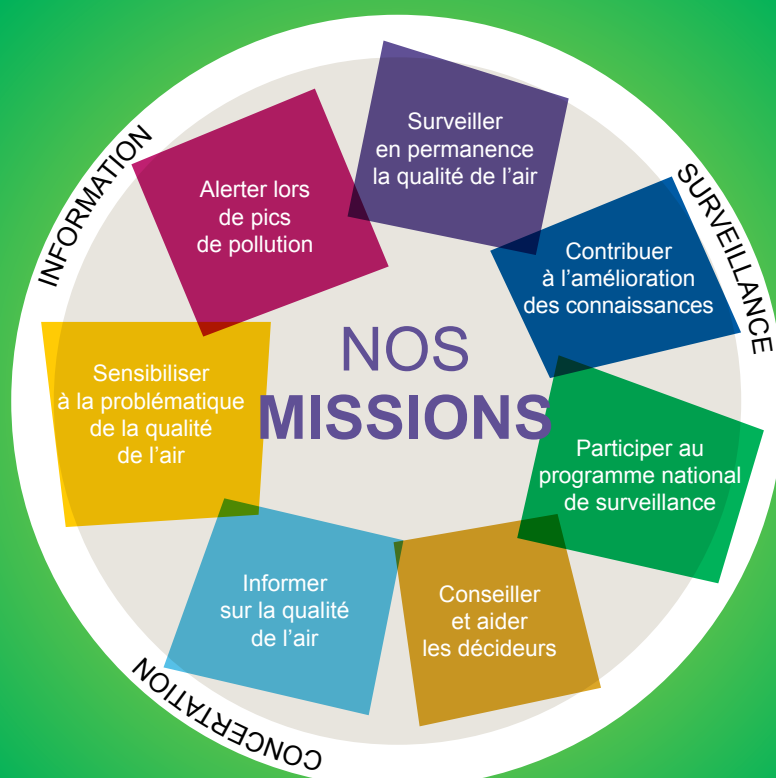 NOS
MISSIONS
Surveiller
en permanence
la qualité de l’air
SURVEILLANCE
Contribuer
à l’amélioration
des connaissances
Participer au
programme national
de surveillance
Conseiller
et aider
les décideurs
CONCERTATION
Informer
sur la qualité
de l’air
Sensibiliser
à la problématique
de la qualité
de l’air
INFORMATION
Alerter lors
de pics
de pollution